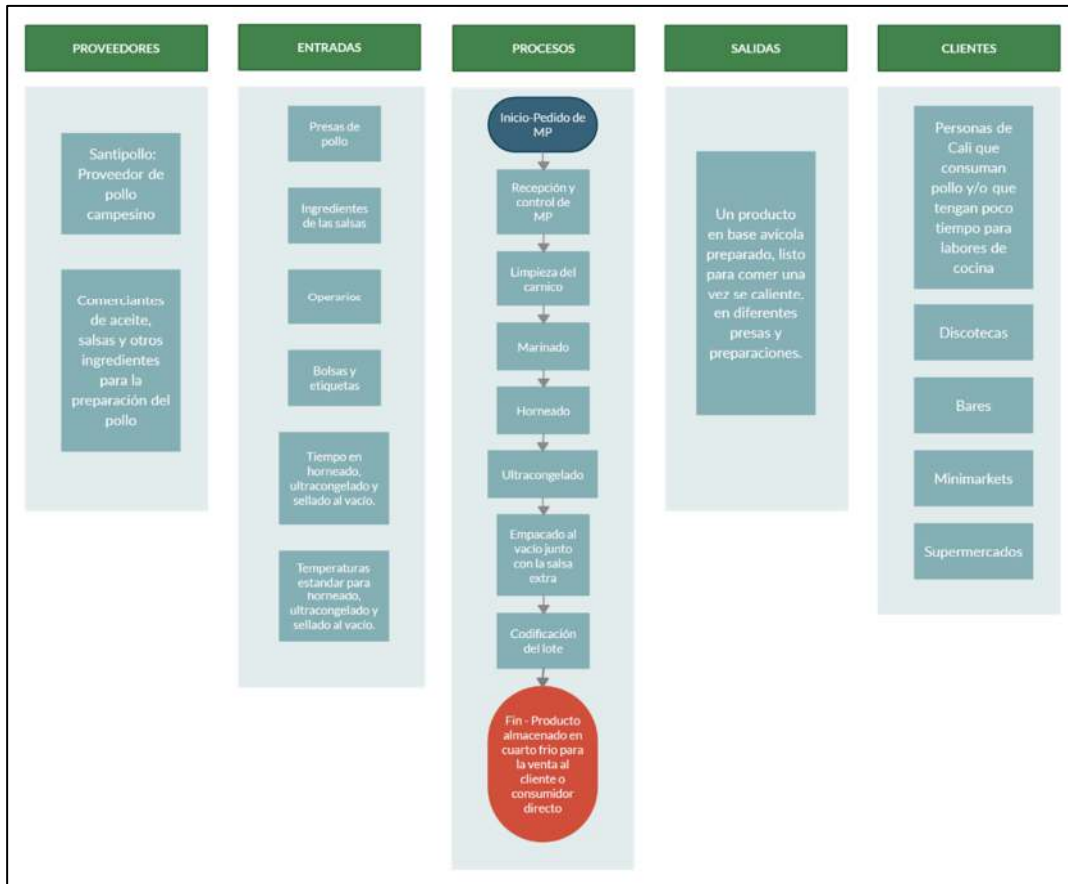 PROVEEDORES
Santipollo:
Proveedor de
pollo
campesino
Comerciantes
de aceite,
salsas y otros
ingredientes
para la
preparación del
pollo
ENTRADAS
Presas de
pollo
Ingredientes
de las salsas
Operarios
Bolsas y
etiquetas
Tiempo en
horneado,
ultracongelado y
sellado al vacío.
Temperaturas
estandar para
horneado,
ultracongelado y
sellado al vacío.
PROCESOS
Inicio-Pedido de
MP
Recepción y
control de
MP
Limpieza del
carnico
Marinado
Horneado
Ultracongelado
Empacado al
vacío junto
con la salsa
extra
Codificación
del lote
Fin - Producto
almacenado en
cuarto frio para
la venta al
cliente o
consumidor
directo
SALIDAS
Un producto
en base avícola
preparado, listo
para comer una
vez se caliente,
en diferentes
presas y
preparaciones.
CLIENTES
Personas de
Cali que
consuman
pollo y/o que
tengan poco
tiempo para
labores de
cocina
Discotecas
Bares
Minimarkets
Supermercados